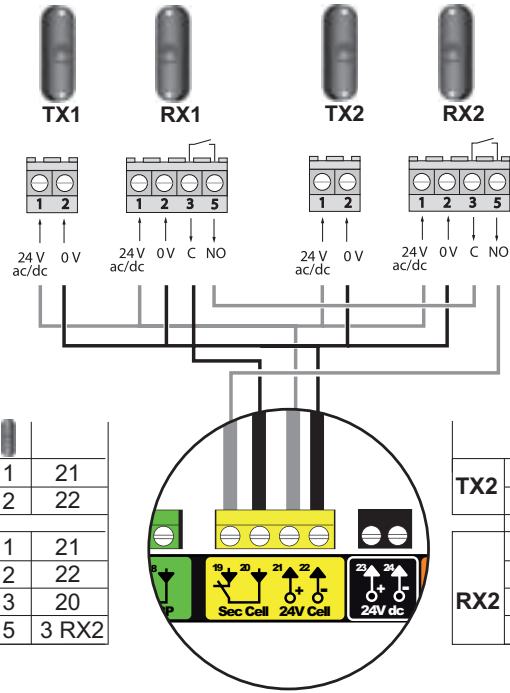 TX1 RX1 TX2 RX2
1 2 1 2 3 5 1 2 1 2 3 5
24 V ac/dc 0 V 24 V ac/dc 0 V C NO 24 V ac/dc 0 V 24 V ac/dc 0 V C NO
1 21
2 22
1 21
2 22
3 20
5 3 RX2
TX2
RX2
8 19 20 21 22 23 24
P + - + -
Sec Cell 24V Cell 24V dc